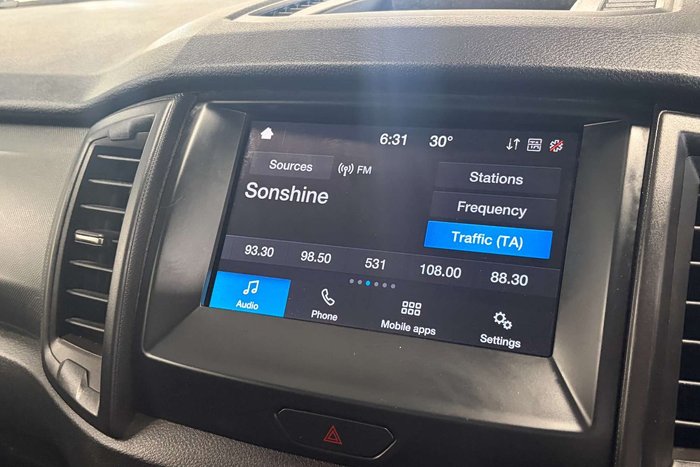 6:31 30°
Sources FM
Sonshine
Stations
Frequency
Traffic (TA)
93.30 98.50 531 108.00 88.30
Audio Phone Mobile apps Settings